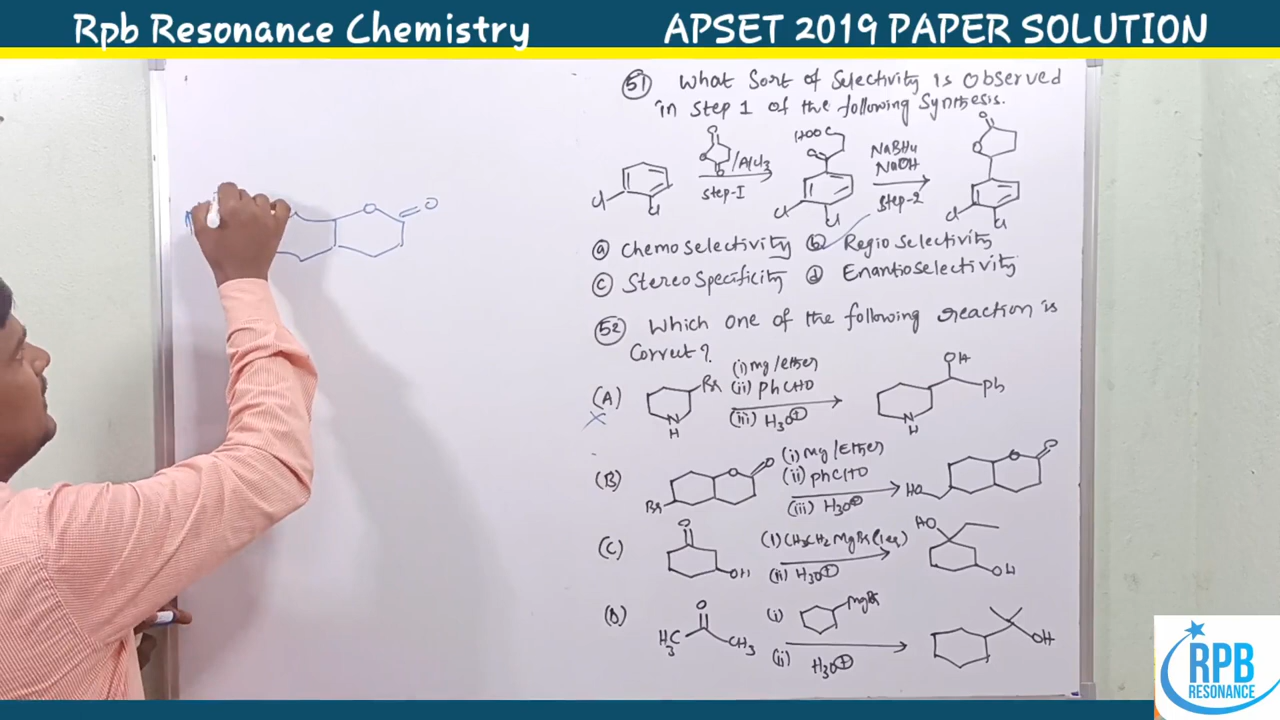 Rpb Resonance Chemistry
APSET 2019 PAPER SOLUTION
51 What Sort of Selectivity is observed
in Step 1 of the following Synthesis.
O
O
O
/AlCl3
Step-I
Cl
Cl
HOOC
O
Cl
Cl
NaBH4
NaOH
Step-2
O
O
Cl
Cl
a Chemoselectivity b Regio Selectivity
c Stereo Specificity d Enantioselectivity
52 Which One of the following reaction is
Correct?
(A) Br
N
H
(i) mg/ether
(ii) phCHO
(iii) H3O⊕
OH
Ph
N
H
X
(B) Br
O
O
(i) mg/Ether
(ii) phCHO
(iii) H3O⊕
HO
O
O
(C) O
OH
(1) CH3CH2MgBr(1eq)
(ii) H3O⊕
HO
OH
(D) H3C
O
CH3
(i)
MgBr
(ii) H3O⊕
OH
O
O
RPB
RESONANCE